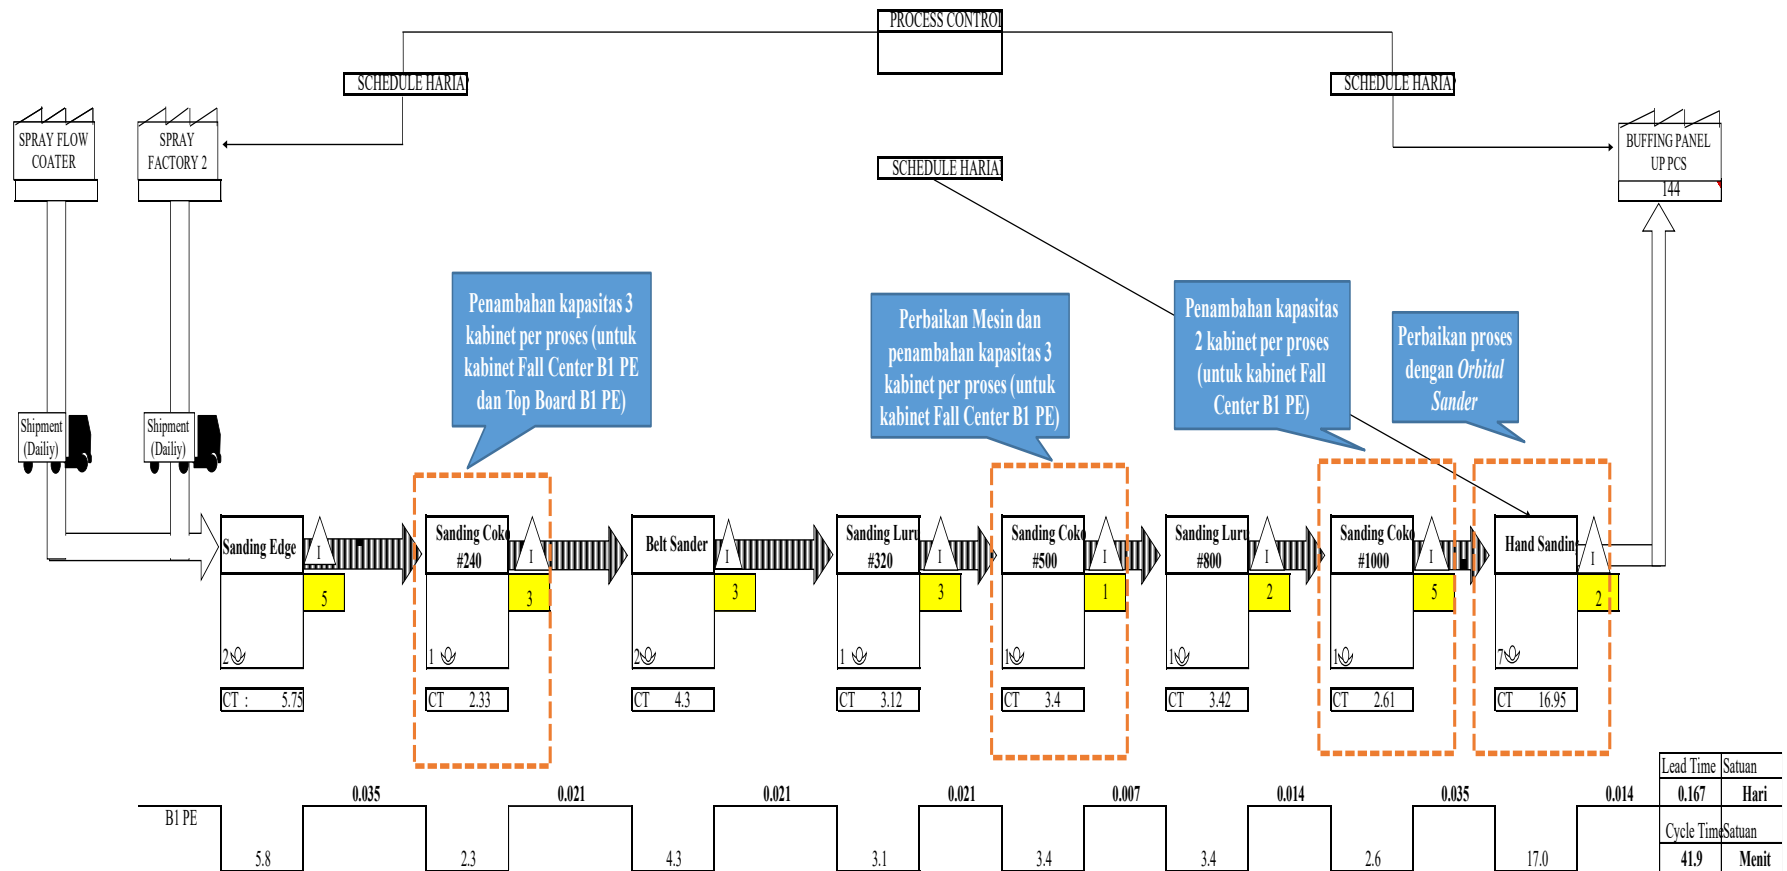 PROCESS CONTROL
SCHEDULE HARIA
SCHEDULE HARIA
SPRAY FLOW
COATER
SPRAY
FACTORY 2
SCHEDULE HARIA
BUFFING PANEL
UP PCS
144
Penambahan kapasitas 3
kabinet per proses (untuk
kabinet Fall Center B1 PE
dan Top Board B1 PE)
Perbaikan Mesin dan
penambahan kapasitas 3
kabinet per proses (untuk
kabinet Fall Center B1 PE)
Penambahan kapasitas
2 kabinet per proses
(untuk kabinet Fall
Center B1 PE)
Perbaikan proses
dengan Orbital
Sander
Shipment
(Dailiy)
Shipment
(Dailiy)
Sanding Edge
I
5
2
CT : 5.75
Sanding Coko
#240
I
3
1
CT 2.33
Belt Sander
I
3
2
CT 4.3
Sanding Luru
#320
I
3
1
CT 3.12
Sanding Coko
#500
I
1
1
CT 3.4
Sanding Luru
#800
I
2
1
CT 3.42
Sanding Coko
#1000
I
5
1
CT 2.61
Hand Sanding
I
2
7
CT 16.95
B1 PE
0.035 0.021 0.021 0.021 0.007 0.014 0.035 0.014
5.8 2.3 4.3 3.1 3.4 3.4 2.6 17.0
Lead Time Satuan
0.167 Hari
Cycle Time Satuan
41.9 Menit